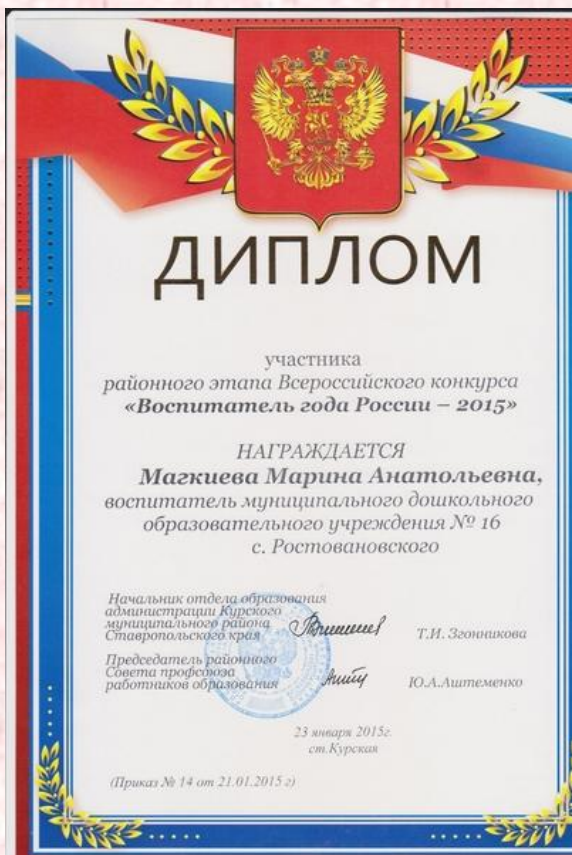 ДИПЛОМ
участника
районного этапа Всероссийского конкурса
«Воспитатель года России – 2015»
НАГРАЖДАЕТСЯ
Магкиева Марина Анатольевна,
воспитатель муниципального дошкольного
образовательного учреждения № 16
с. Ростовановского
Начальник отдела образования
администрации Курского
муниципального района
Ставропольского края
Т.И. Згонникова
Председатель районного
Совета профсоюза
работников образования
Ю.А.Аштеменко
23 января 2015г.
ст.Курская
(Приказ № 14 от 21.01.2015 г)